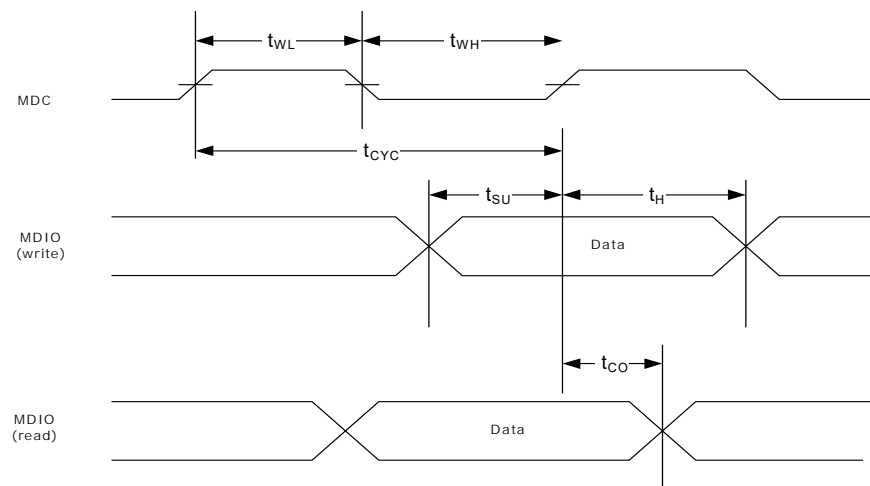 tWL
tWH
MDC
tCYC
tSU
tH
MDIO
(write)
Data
tCO
MDIO
(read)
Data